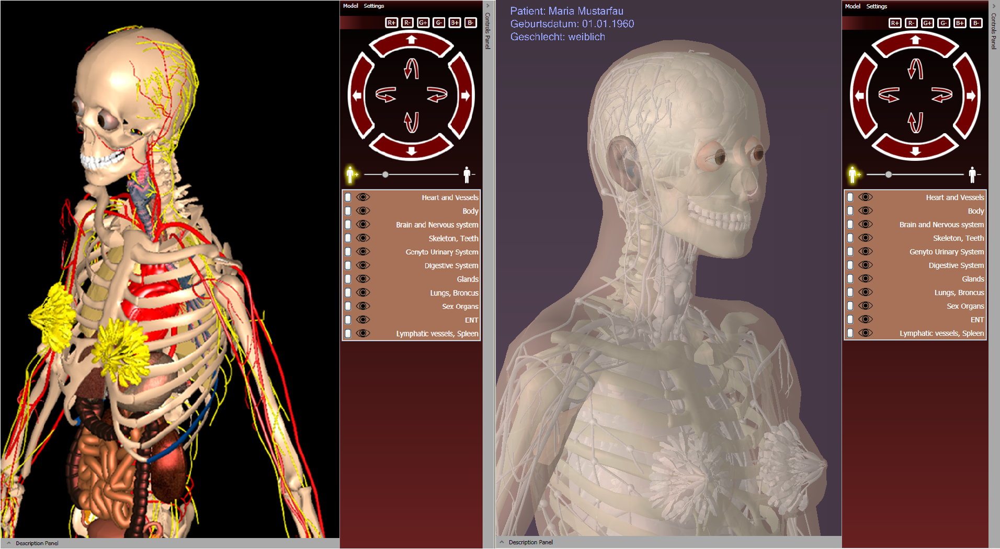 Model Settings
R+ R- G+ G- B+ B-
Controls Panel
Heart and Vessels
Body
Brain and Nervous system
Skeleton, Teeth
Genyto Urinary System
Digestive System
Glands
Lungs, Broncus
Sex Organs
ENT
Lymphatic vessels, Spleen
Description Panel
Patient: Maria Mustarfau
Geburtsdatum: 01.01.1960
Geschlecht: weiblich
Model Settings
R+ R- G+ G- B+ B-
Controls Panel
Heart and Vessels
Body
Brain and Nervous system
Skeleton, Teeth
Genyto Urinary System
Digestive System
Glands
Lungs, Broncus
Sex Organs
ENT
Lymphatic vessels, Spleen
Description Panel